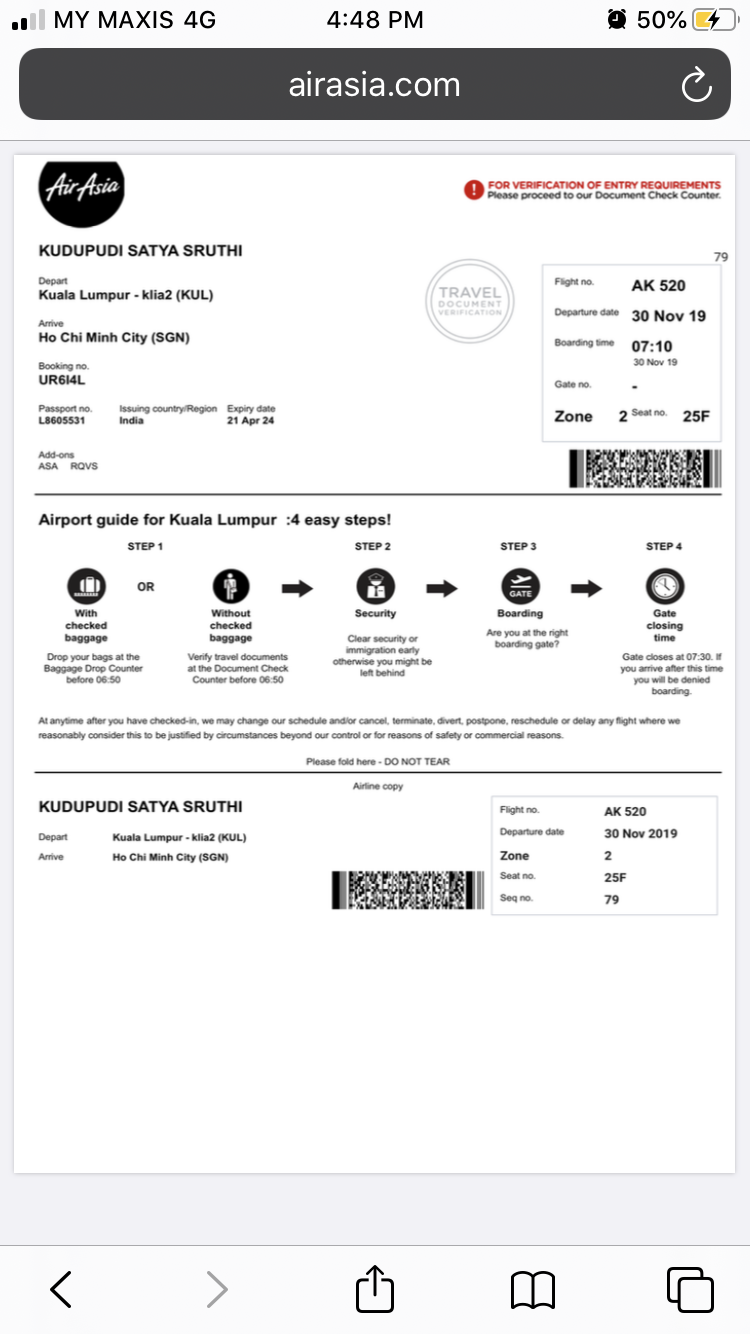 MY MAXIS 4G 4:48 PM 50%
airasia.com
AirAsia
! FOR VERIFICATION OF ENTRY REQUIREMENTS
Please proceed to our Document Check Counter.
KUDUPUDI SATYA SRUTHI
79
Depart
Kuala Lumpur - klia2 (KUL)
Arrive
Ho Chi Minh City (SGN)
Booking no.
UR6I4L
Passport no. Issuing country/Region Expiry date
L8605531 India 21 Apr 24
Add-ons
ASA RQVS
TRAVEL
DOCUMENT
VERIFICATION
Flight no. AK 520
Departure date 30 Nov 19
Boarding time 07:10
30 Nov 19
Gate no. -
Zone 2 Seat no. 25F
Airport guide for Kuala Lumpur :4 easy steps!
STEP 1
With
checked
baggage
Drop your bags at the
Baggage Drop Counter
before 06:50
OR
Without
checked
baggage
Verify travel documents
at the Document Check
Counter before 06:50
STEP 2
Security
Clear security or
immigration early
otherwise you might be
left behind
STEP 3
GATE
Boarding
Are you at the right
boarding gate?
STEP 4
Gate
closing
time
Gate closes at 07:30. If
you arrive after this time
you will be denied
boarding.
At anytime after you have checked-in, we may change our schedule and/or cancel, terminate, divert, postpone, reschedule or delay any flight where we
reasonably consider this to be justified by circumstances beyond our control or for reasons of safety or commercial reasons.
Please fold here - DO NOT TEAR
Airline copy
KUDUPUDI SATYA SRUTHI
Depart Kuala Lumpur - klia2 (KUL)
Arrive Ho Chi Minh City (SGN)
Flight no. AK 520
Departure date 30 Nov 2019
Zone 2
Seat no. 25F
Seq no. 79